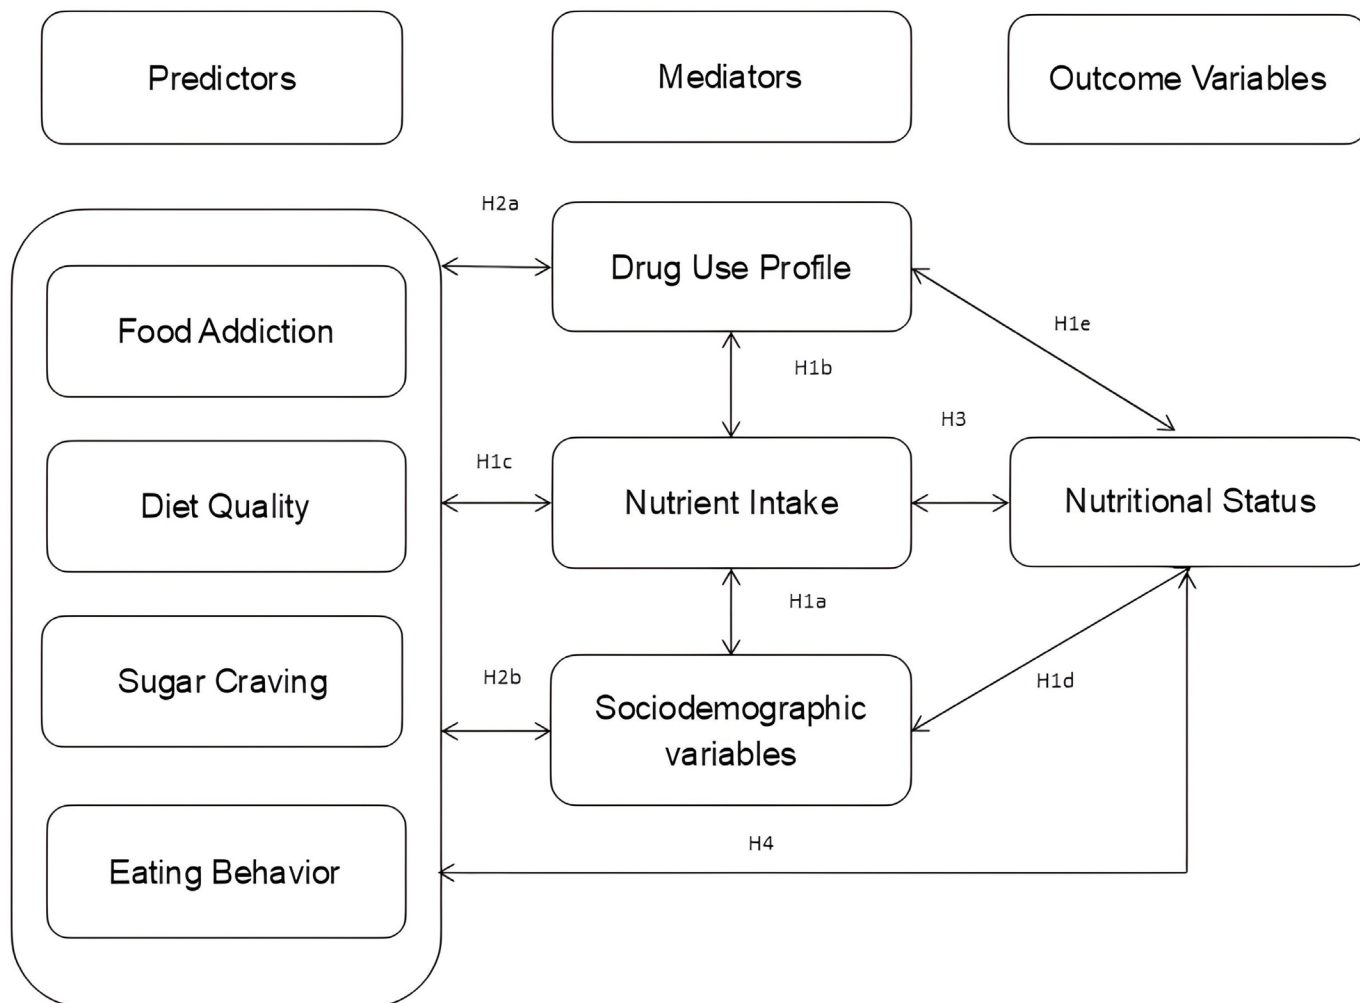 Predictors
Mediators
Outcome Variables
H2a
Drug Use Profile
Food Addiction
H1e
H1b
H3
H1c
Diet Quality
Nutrient Intake
Nutritional Status
H1a
Sugar Craving
H2b
Sociodemographic
variables
H1d
H4
Eating Behavior